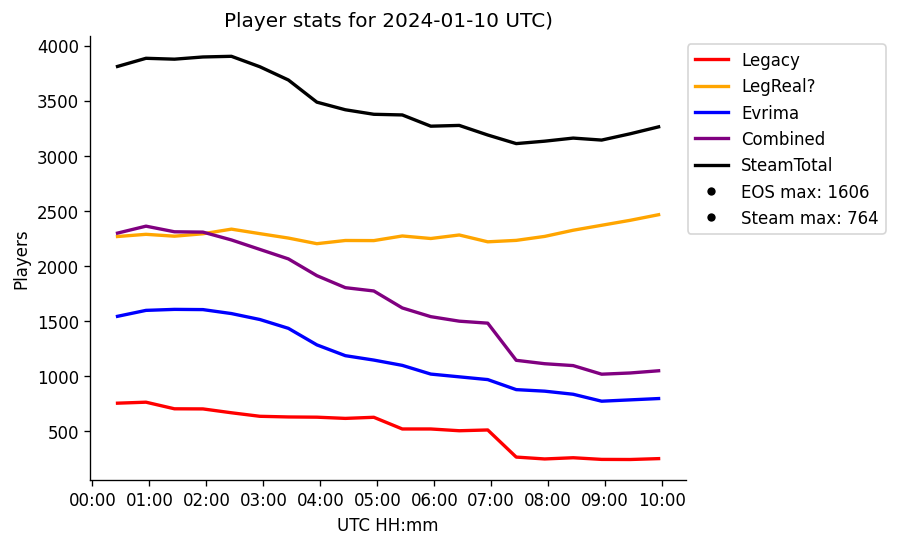 Player stats for 2024-01-10 UTC)
4000
3500
3000
2500
2000
1500
1000
500
Players
00:00 01:00 02:00 03:00 04:00 05:00 06:00 07:00 08:00 09:00 10:00
UTC HH:mm
Legacy
LegReal?
Evrima
Combined
SteamTotal
EOS max: 1606
Steam max: 764